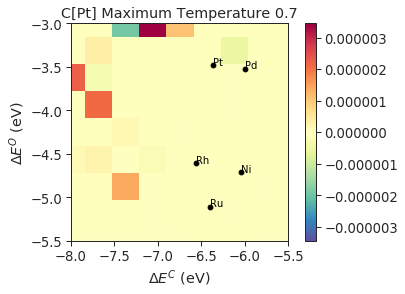 C[Pt] Maximum Temperature 0.7
−3.0
−3.5
−4.0
−4.5
−5.0
−5.5
ΔE^O (eV)
Pt
Pd
Rh
Ni
Ru
−8.0 −7.5 −7.0 −6.5 −6.0 −5.5
ΔE^C (eV)
0.000003
0.000002
0.000001
0.000000
−0.000001
−0.000002
−0.000003